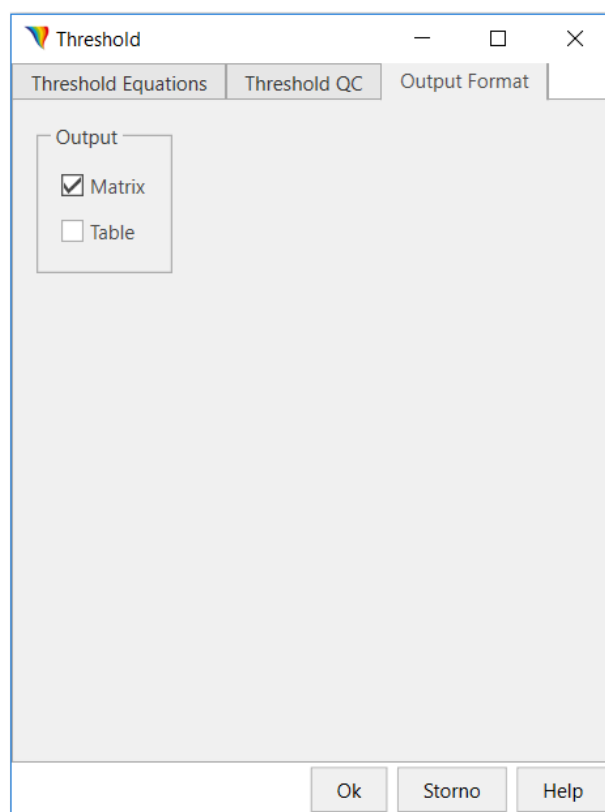 Threshold
Threshold Equations Threshold QC Output Format
Output
Matrix
Table
Ok Storno Help